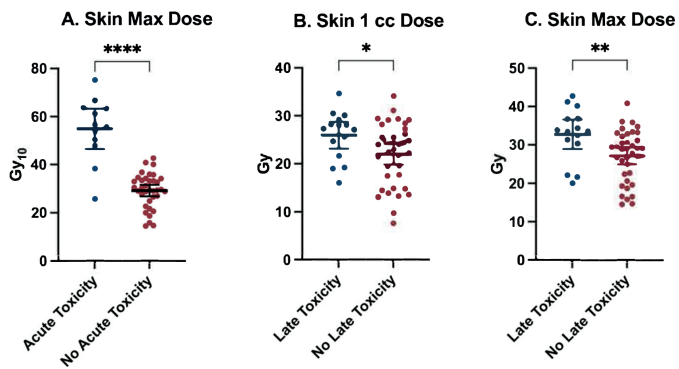 A. Skin Max Dose
****
80
60
40
20
0
Gy10
Acute Toxicity
No Acute Toxicity
B. Skin 1 cc Dose
*
40
30
20
10
0
Gy
Late Toxicity
No Late Toxicity
C. Skin Max Dose
**
50
40
30
20
10
0
Gy
Late Toxicity
No Late Toxicity